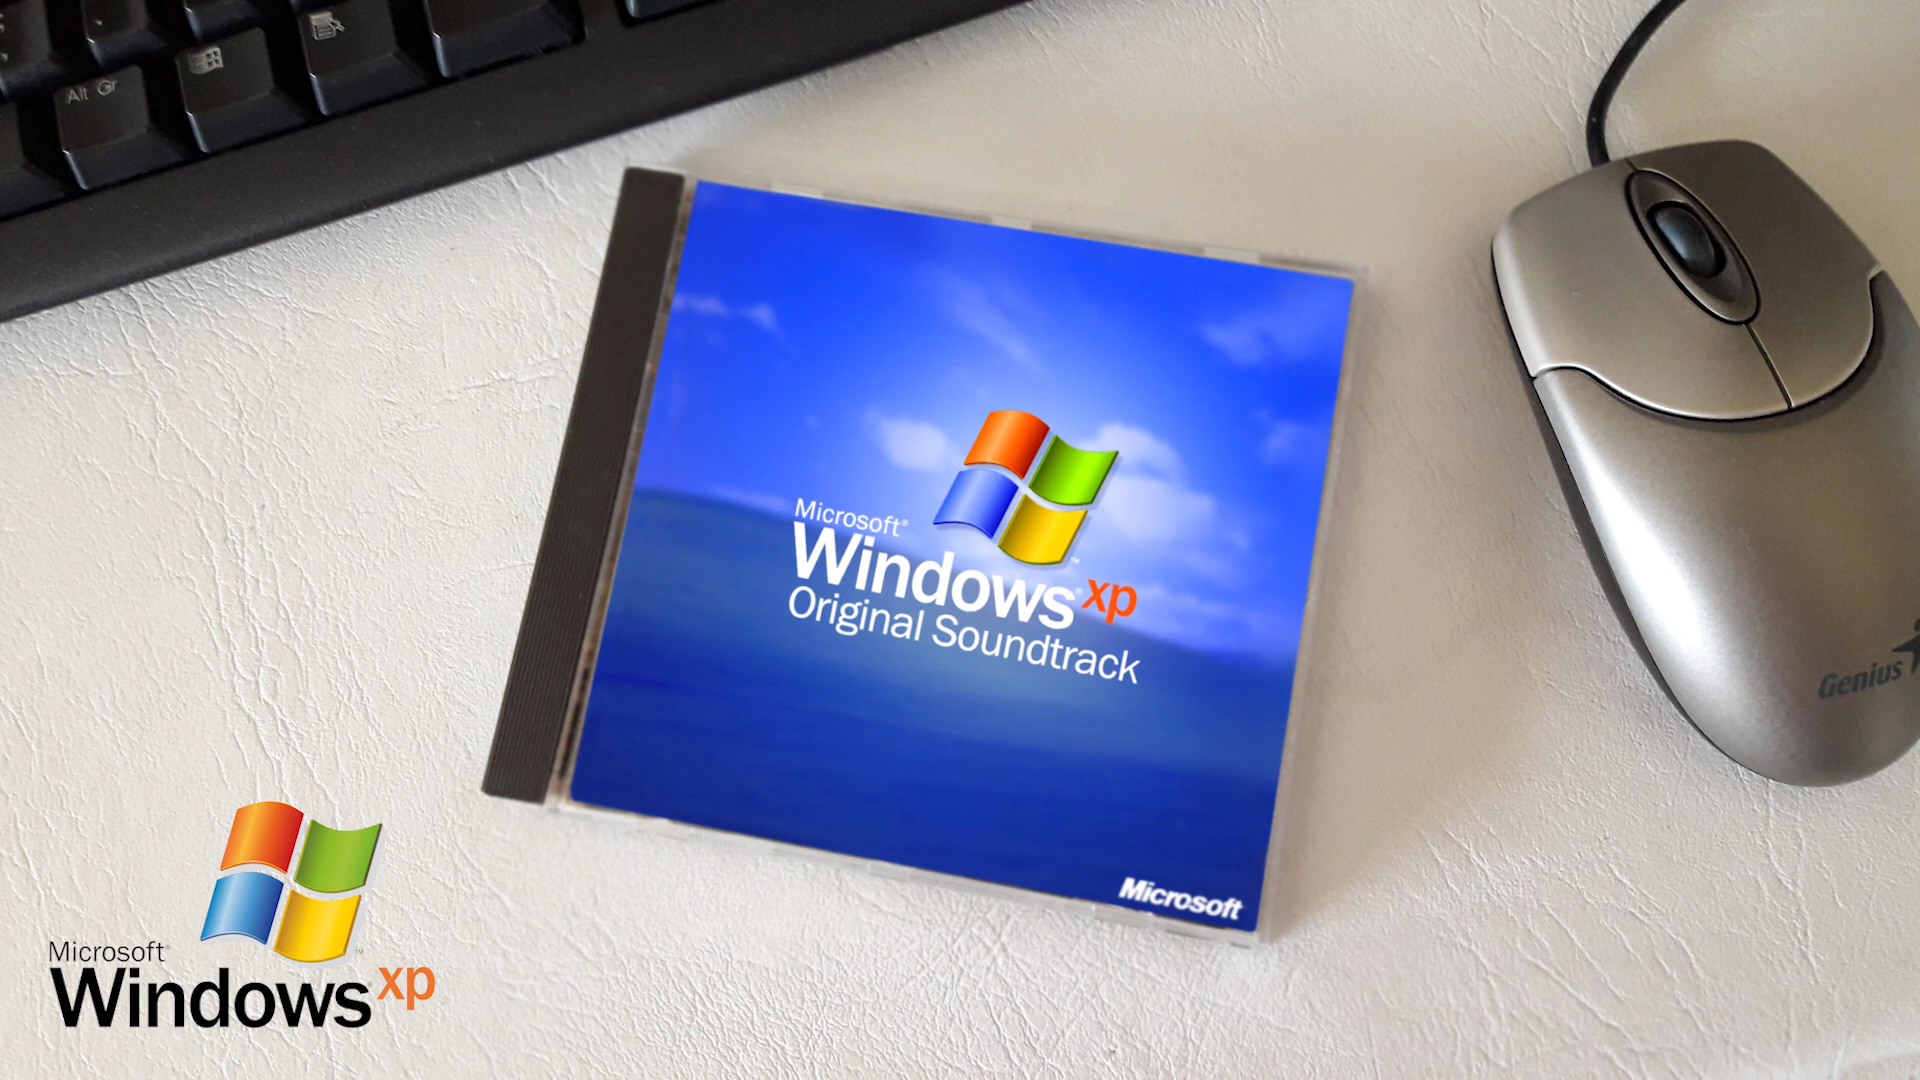 Alt Gr
Microsoft®
Windows® xp
Original Soundtrack
Microsoft
Genius
Microsoft®
Windows xp